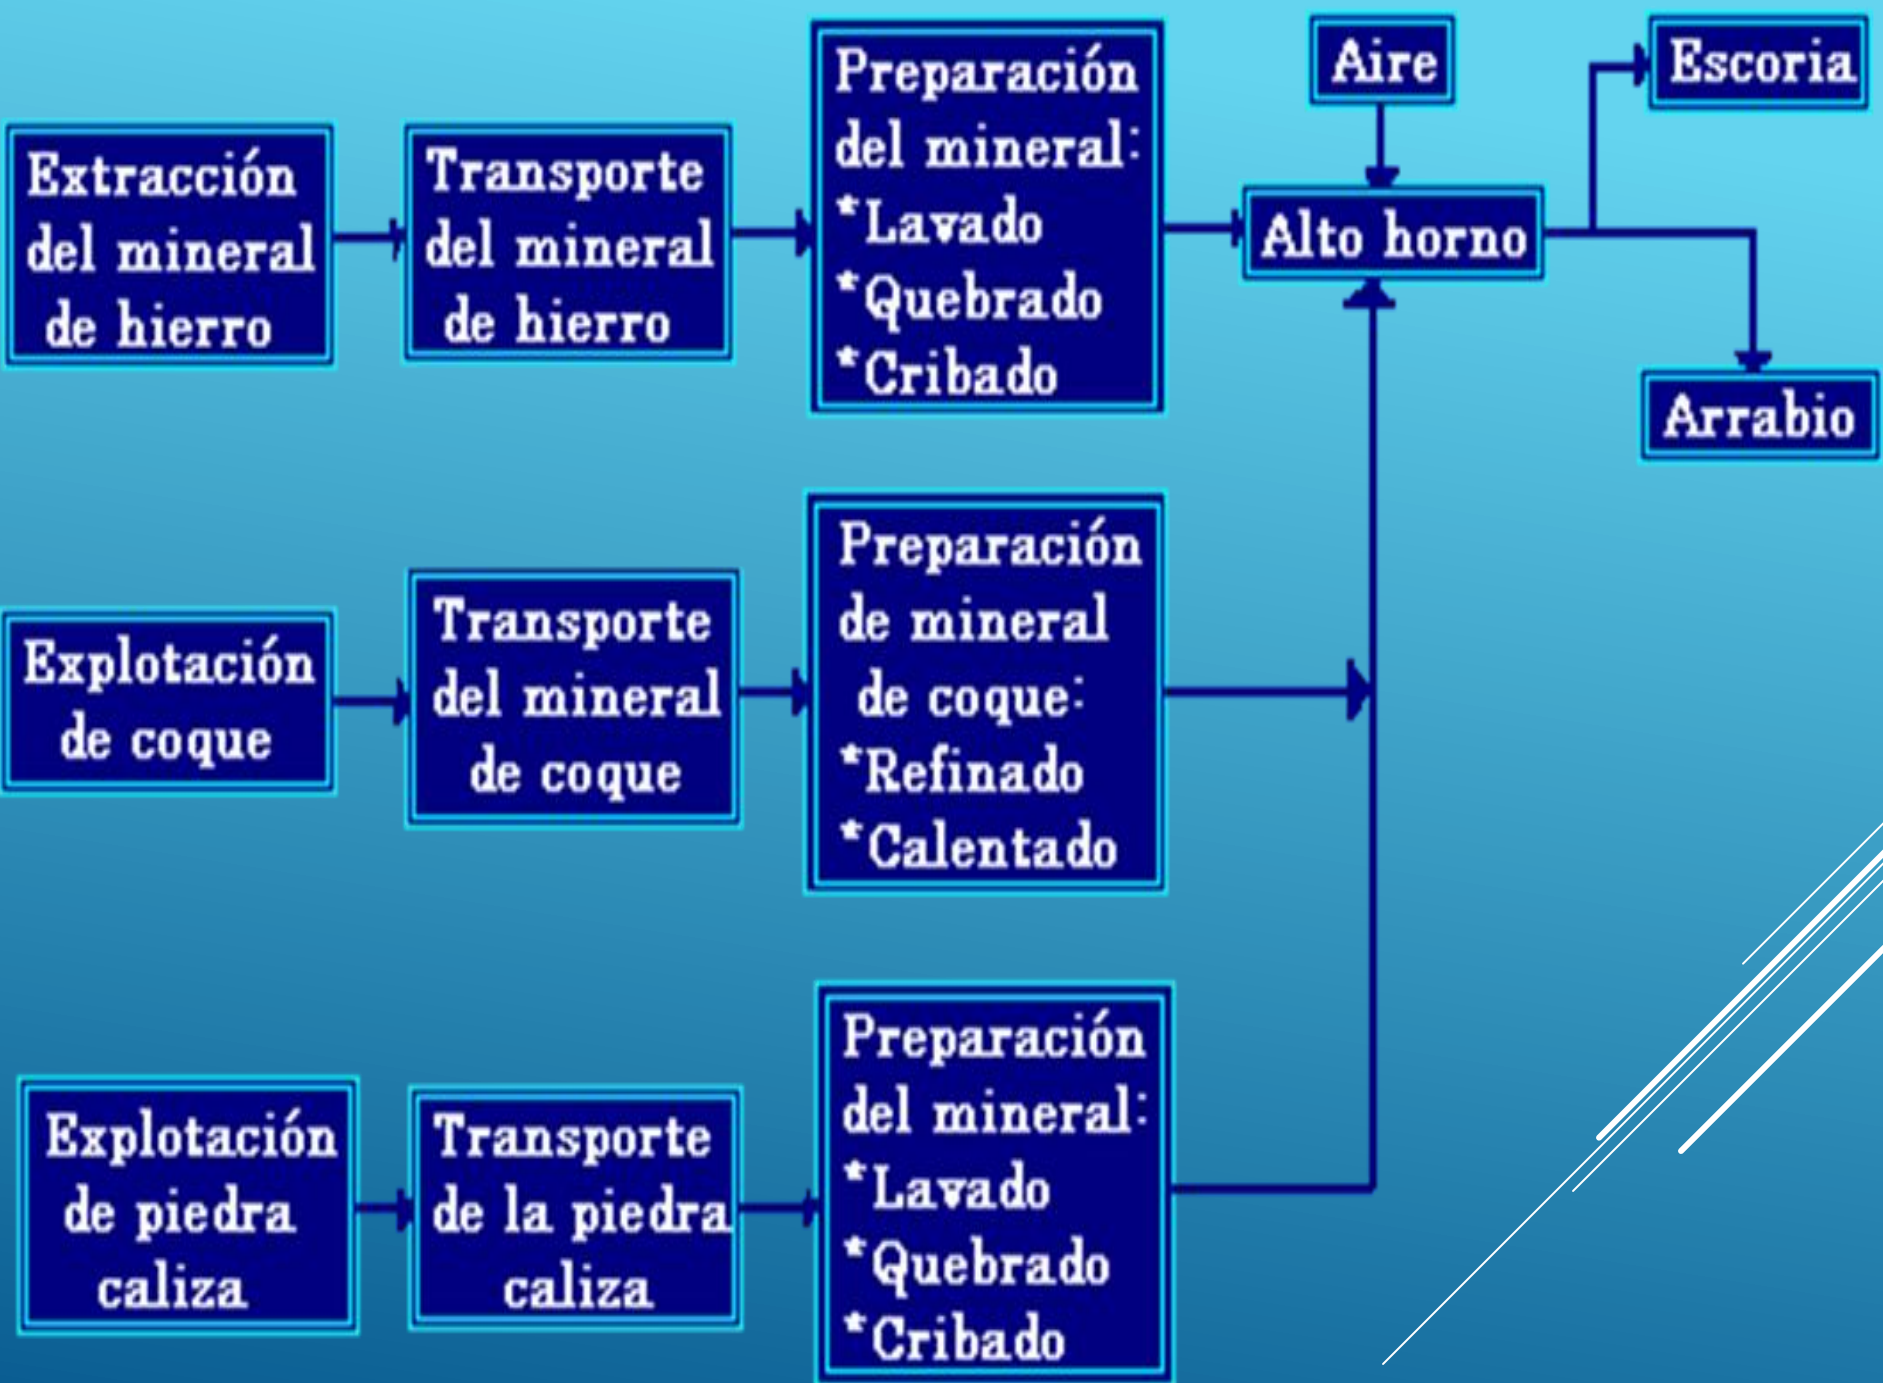 Extracción
del mineral
de hierro
Transporte
del mineral
de hierro
Preparación
del mineral:
*Lavado
*Quebrado
*Cribado
Aire
Alto horno
Escoria
Arrabio
Explotación
de coque
Transporte
del mineral
de coque
Preparación
de mineral
de coque:
*Refinado
*Calentado
Explotación
de piedra
caliza
Transporte
de la piedra
caliza
Preparación
del mineral:
*Lavado
*Quebrado
*Cribado